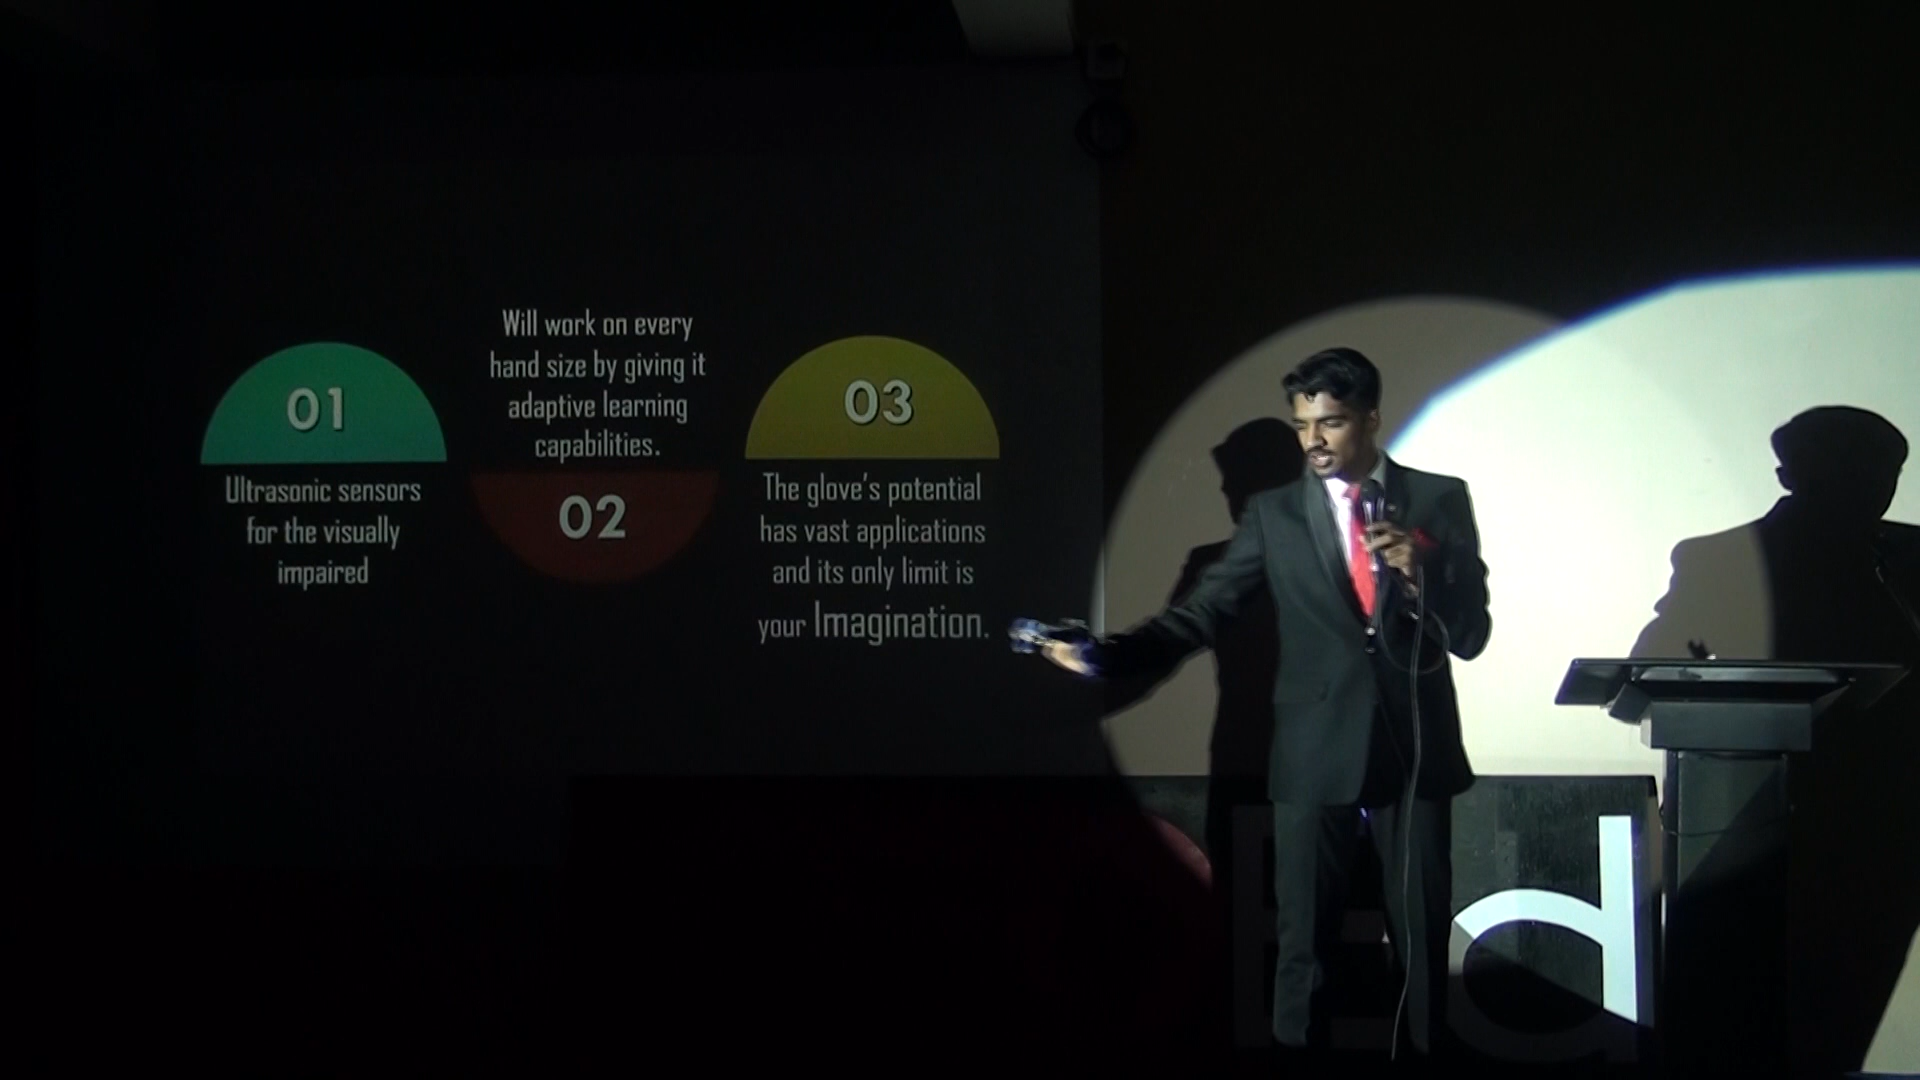 01
Ultrasonic sensors
for the visually
impaired
Will work on every
hand size by giving it
adaptive learning
capabilities.
02
03
The glove's potential
has vast applications
and its only limit is
your Imagination.
Ed